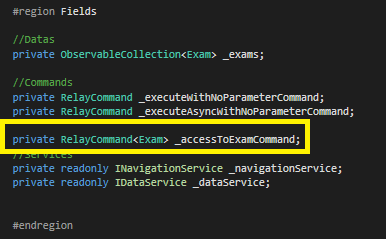 #region Fields
//Datas
private ObservableCollection<Exam> _exams;
//Commands
private RelayCommand _executeWithNoParameterCommand;
private RelayCommand _executeAsyncWithNoParameterCommand;
private RelayCommand<Exam> _accessToExamCommand;
//Services
private readonly INavigationService _navigationService;
private readonly IDataService _dataService;
#endregion